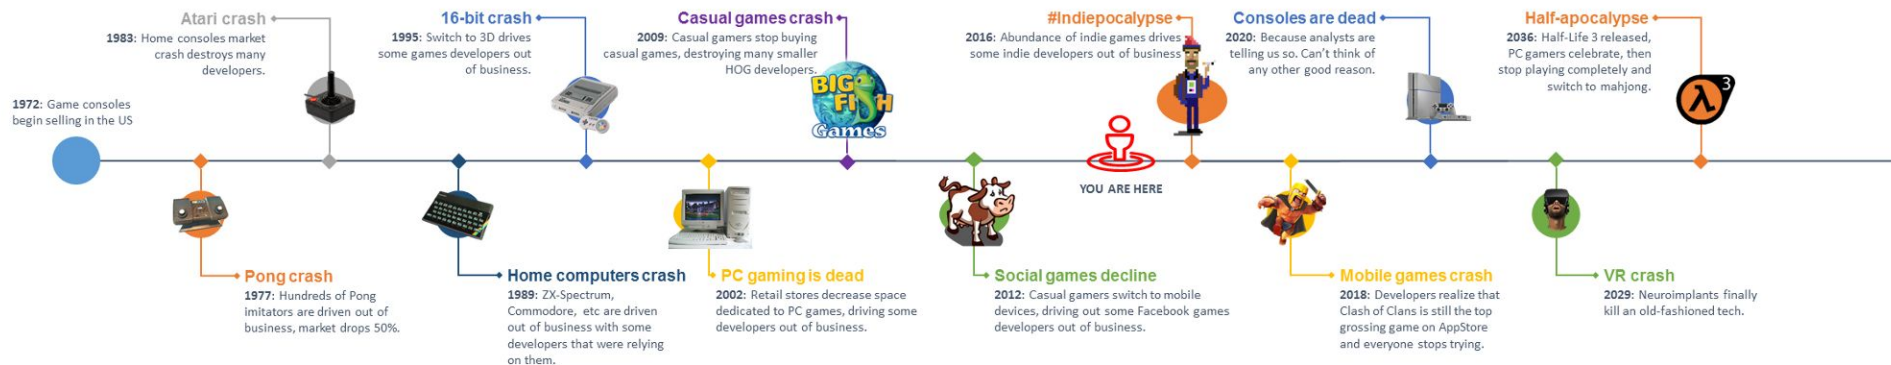 1972: Game consoles
begin selling in the US
Pong crash
1977: Hundreds of Pong
imitators are driven out of
business, market drops 50%.
Atari crash
1983: Home consoles market
crash destroys many
developers.
Home computers crash
1989: ZX-Spectrum,
Commodore, etc are driven
out of business with some
developers that were relying
on them.
16-bit crash
1995: Switch to 3D drives
some games developers out
of business.
PC gaming is dead
2002: Retail stores decrease space
dedicated to PC games, driving some
developers out of business.
Casual games crash
2009: Casual gamers stop buying
casual games, destroying many smaller
HOG developers.
BIG
FISH
Games
Social games decline
2012: Casual gamers switch to mobile
devices, driving out some Facebook games
developers out of business.
YOU ARE HERE
#Indiepocalypse
2016: Abundance of indie games drives
some indie developers out of business
Mobile games crash
2018: Developers realize that
Clash of Clans is still the top
grossing game on AppStore
and everyone stops trying.
Consoles are dead
2020: Because analysts are
telling us so. Can’t think of
any other good reason.
VR crash
2029: Neuroimplants finally
kill an old-fashioned tech.
Half-apocalypse
2036: Half-Life 3 released,
PC gamers celebrate, then
stop playing completely and
switch to mahjong.
λ3